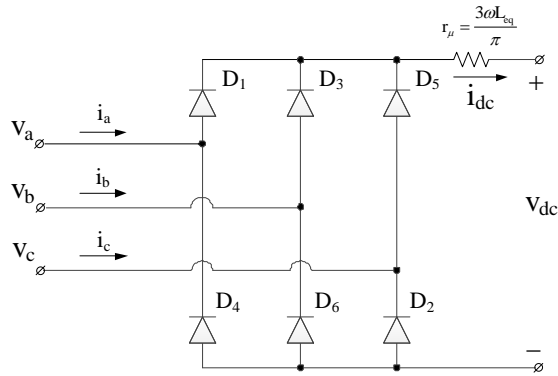 r_μ = 3ωL_eq / π
D₁ D₃ D₅
i_dc
+
i_a
v_a
i_b
v_b
v_dc
i_c
v_c
D₄ D₆ D₂
−